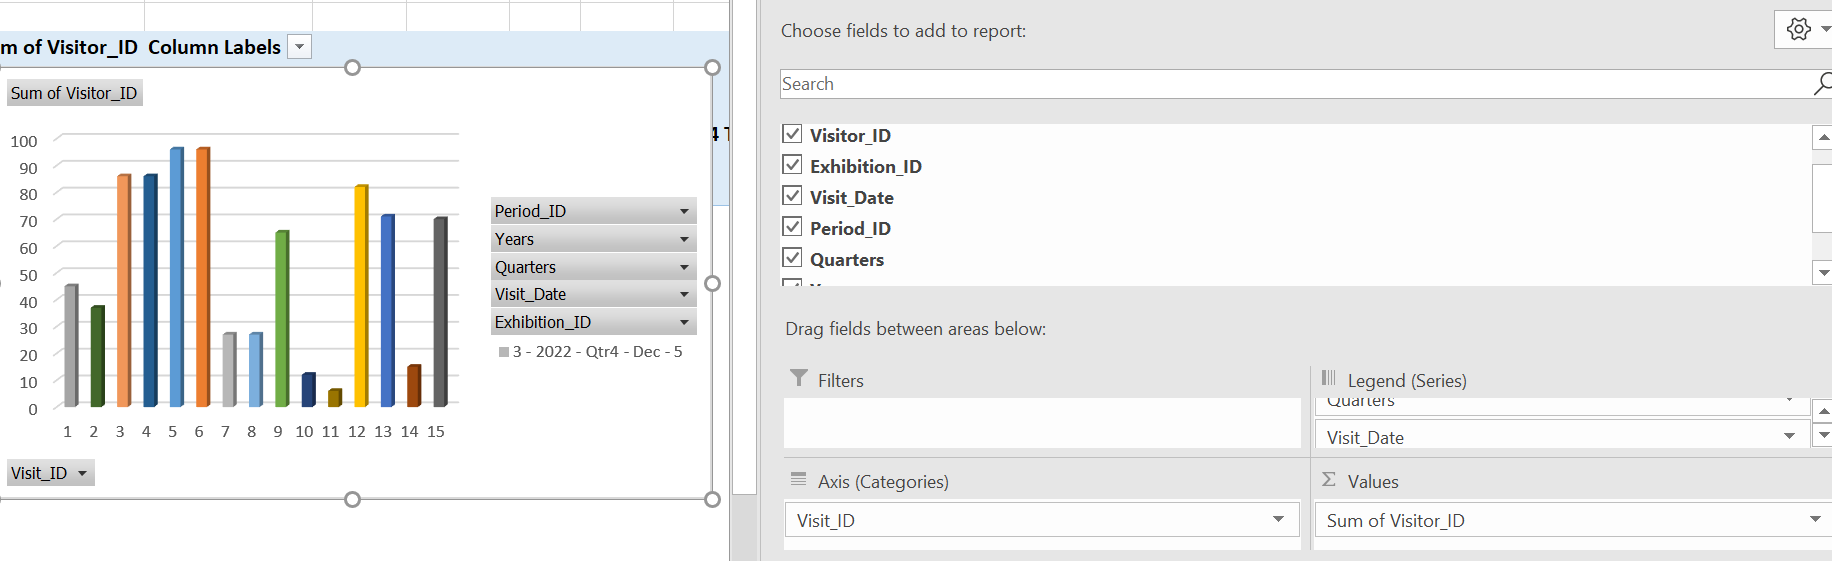 m of Visitor_ID Column Labels
Sum of Visitor_ID
100
90
80
70
60
50
40
30
20
10
0
1 2 3 4 5 6 7 8 9 10 11 12 13 14 15
Visit_ID
Period_ID
Years
Quarters
Visit_Date
Exhibition_ID
3 - 2022 - Qtr4 - Dec - 5
Choose fields to add to report:
Search
Visitor_ID
Exhibition_ID
Visit_Date
Period_ID
Quarters
Drag fields between areas below:
Filters
Legend (Series)
Quarters
Visit_Date
Axis (Categories)
Visit_ID
Values
Sum of Visitor_ID